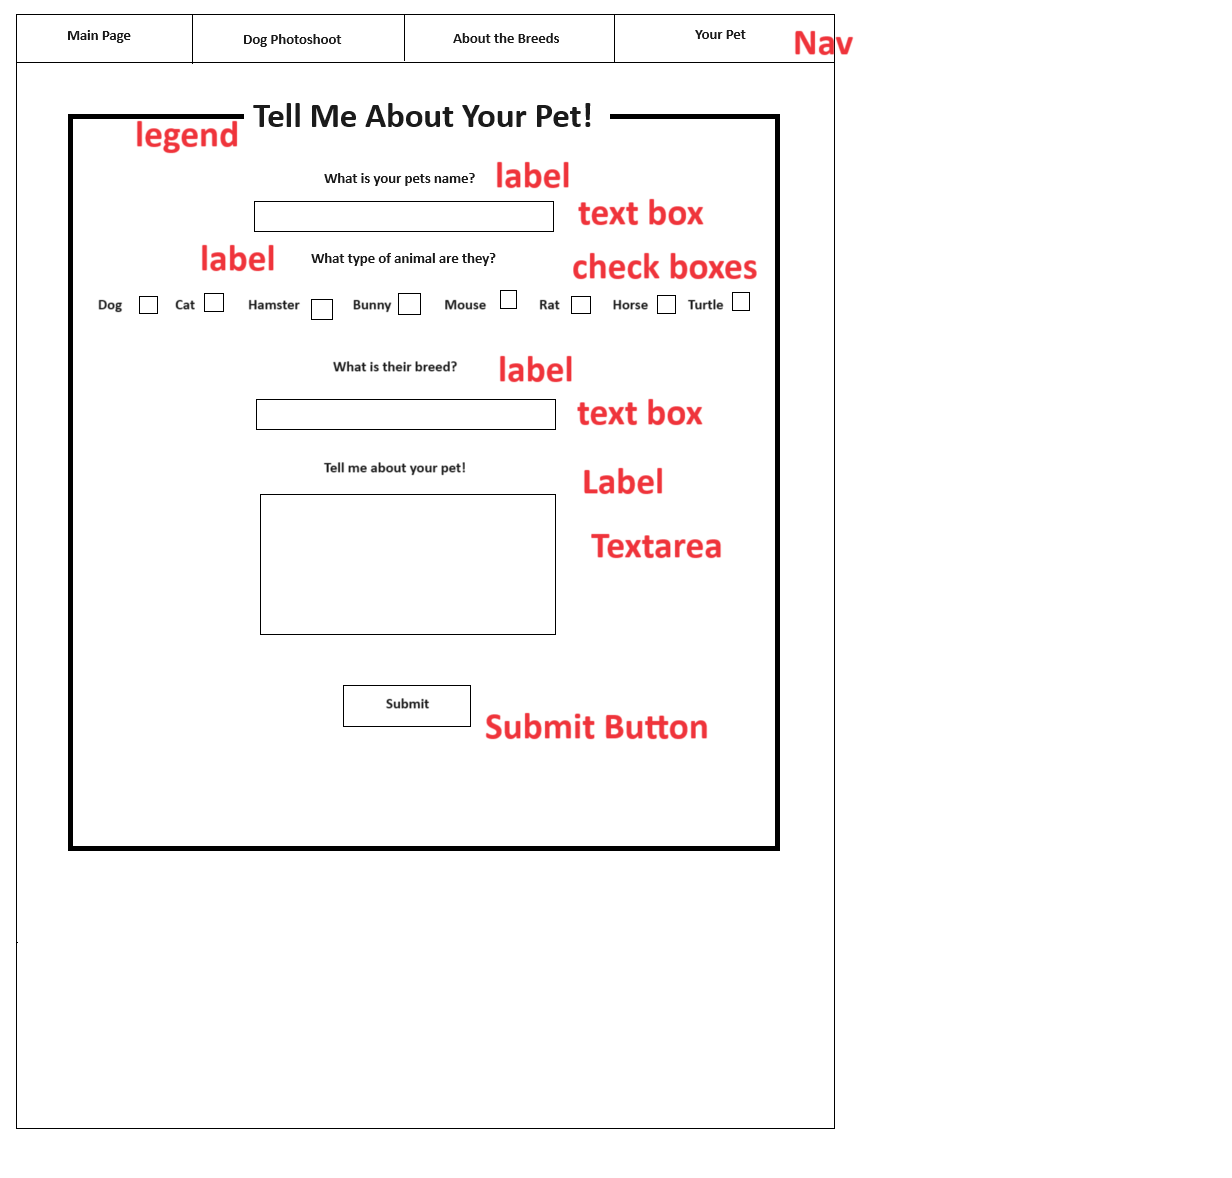 Main Page Dog Photoshoot About the Breeds Your Pet Nav
Tell Me About Your Pet!
legend
What is your pets name? label
text box
label What type of animal are they? check boxes
Dog Cat Hamster Bunny Mouse Rat Horse Turtle
What is their breed? label
text box
Tell me about your pet! Label
Textarea
Submit
Submit Button